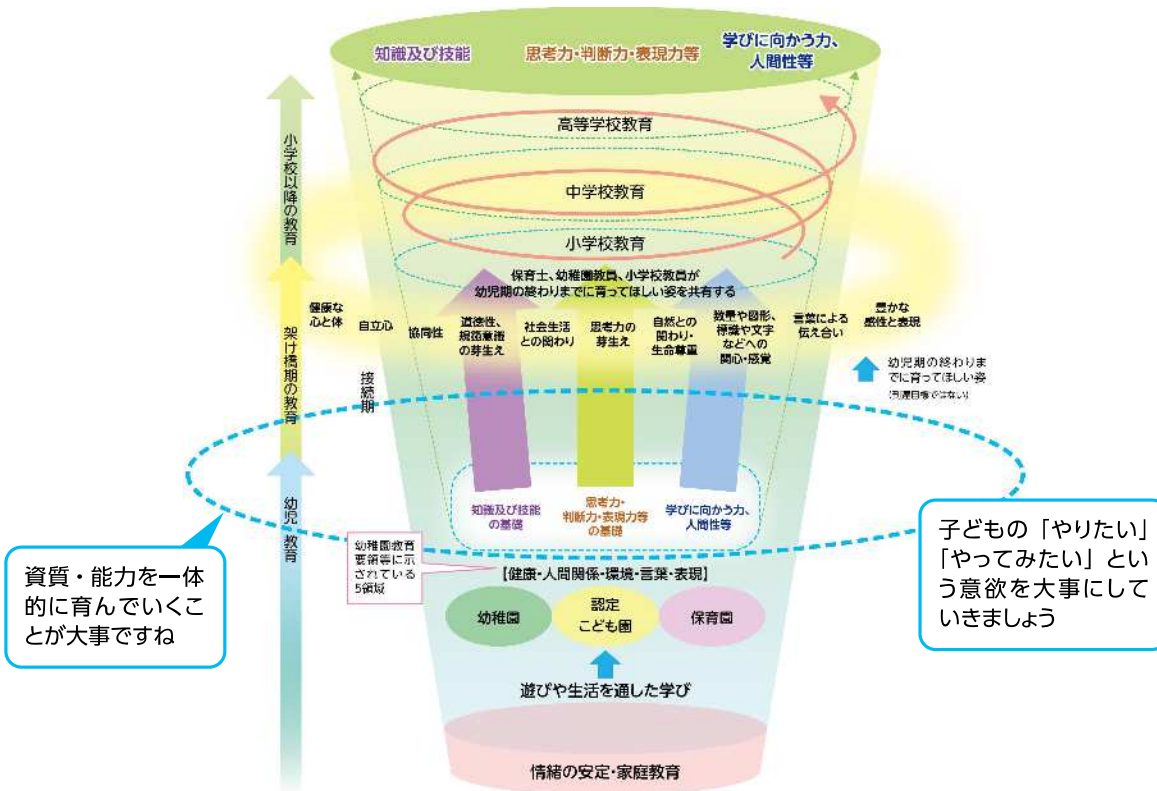 知識及び技能
思考力・判断力・表現力等
学びに向かう力、
人間性等
高等学校教育
中学校教育
小学校教育
保育士、幼稚園教員、小学校教員が
幼児期の終わりまでに育ってほしい姿を共有する
小学校以降の教育
架け橋期の教育
幼児 教育
接続期
健康な
心と体
自立心
協同性
道徳性、
規範意識
の芽生え
社会生活
との関わり
思考力の
芽生え
自然との
関わり・
生命尊重
数量や図形、
標識や文字
などへの
関心・感覚
言葉による
伝え合い
豊かな
感性と表現
幼児期の終わりま
でに育ってほしい姿
(到達目標ではない)
知識及び技能
の基礎
思考力・
判断力・表現力等
の基礎
学びに向かう力、
人間性等
幼稚園教育
要領等に示
されている
5領域
【健康・人間関係・環境・言葉・表現】
幼稚園
認定
こども園
保育園
遊びや生活を通した学び
情緒の安定・家庭教育
資質・能力を一体
的に育んでいくこ
とが大事ですね
子どもの「やりたい」
「やってみたい」とい
う意欲を大事にして
いきましょう